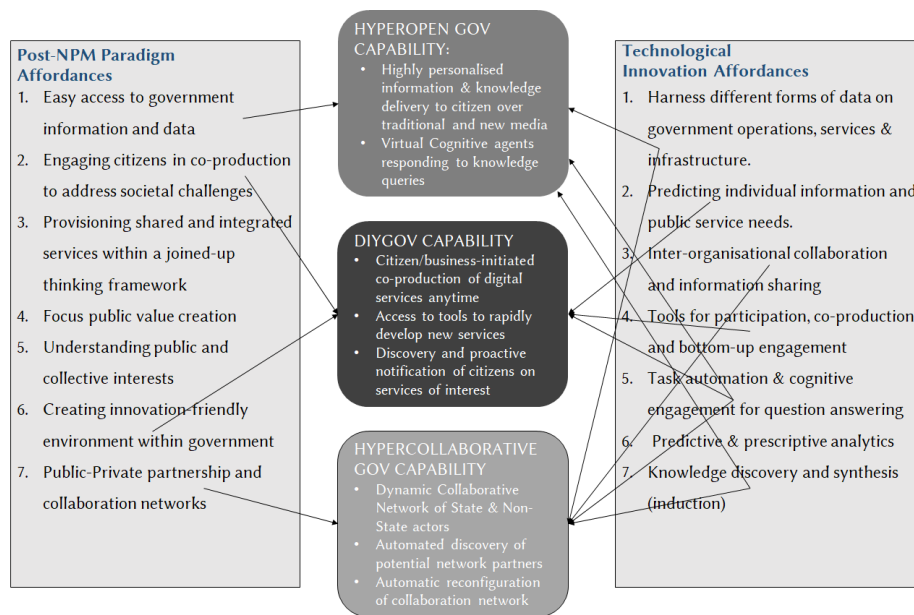 Post-NPM Paradigm
Affordances
1. Easy access to government
information and data
2. Engaging citizens in co-production
to address societal challenges
3. Provisioning shared and integrated
services within a joined-up
thinking framework
4. Focus public value creation
5. Understanding public and
collective interests
6. Creating innovation-friendly
environment within government
7. Public-Private partnership and
collaboration networks
HYPEROPEN GOV
CAPABILITY:
• Highly personalised
information & knowledge
delivery to citizen over
traditional and new media
• Virtual Cognitive agents
responding to knowledge
queries
DIYGOV CAPABILITY
• Citizen/business-initiated
co-production of digital
services anytime
• Access to tools to rapidly
develop new services
• Discovery and proactive
notification of citizens on
services of interest
HYPERCOLLABORATIVE
GOV CAPABILITY
• Dynamic Collaborative
Network of State & Non-
State actors
• Automated discovery of
potential network partners
• Automatic reconfiguration
of collaboration network
Technological
Innovation Affordances
1. Harness different forms of data on
government operations, services &
infrastructure.
2. Predicting individual information and
public service needs.
3. Inter-organisational collaboration
and information sharing
4. Tools for participation, co-production
and bottom-up engagement
5. Task automation & cognitive
engagement for question answering
6. Predictive & prescriptive analytics
7. Knowledge discovery and synthesis
(induction)